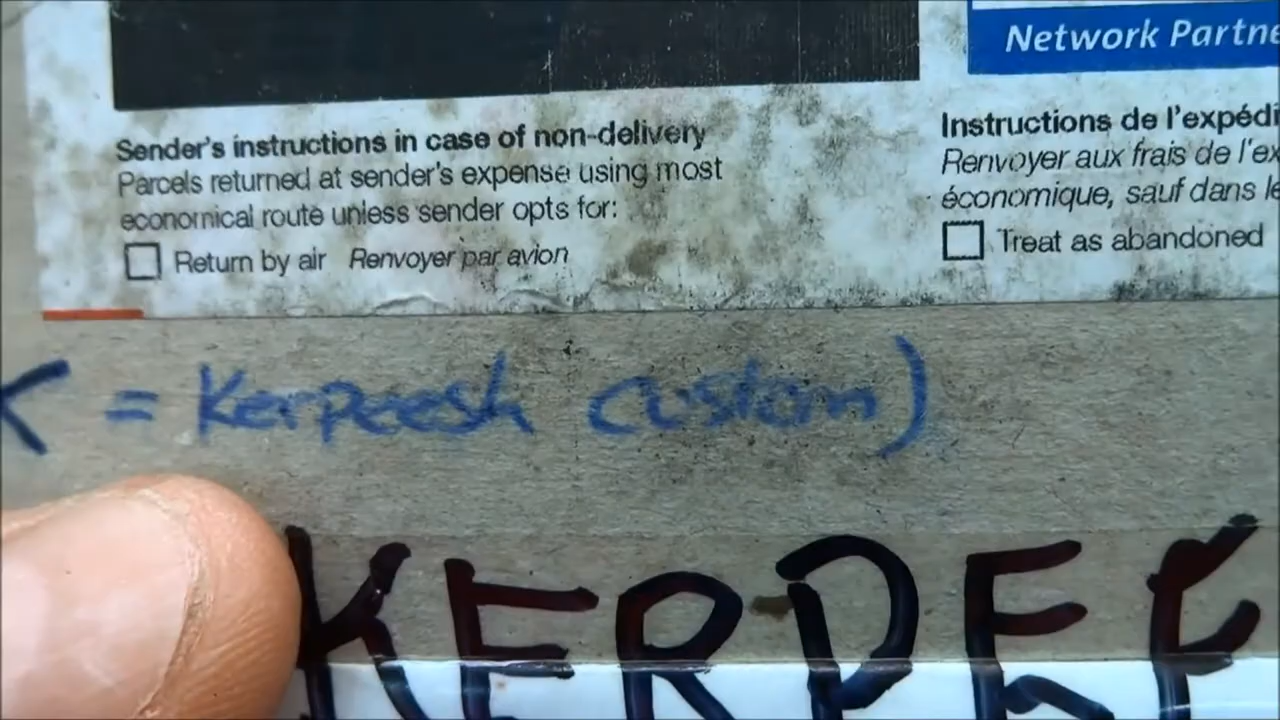 Network Partne
Sender's instructions in case of non-delivery
Parcels returned at sender's expense using most
economical route unless sender opts for:
Return by air Renvoyer par avion
Instructions de l'expédi
Renvoyer aux frais de l'ex
économique, sauf dans le
Treat as abandoned
K = Kerpeesh Custom)
KERPEE